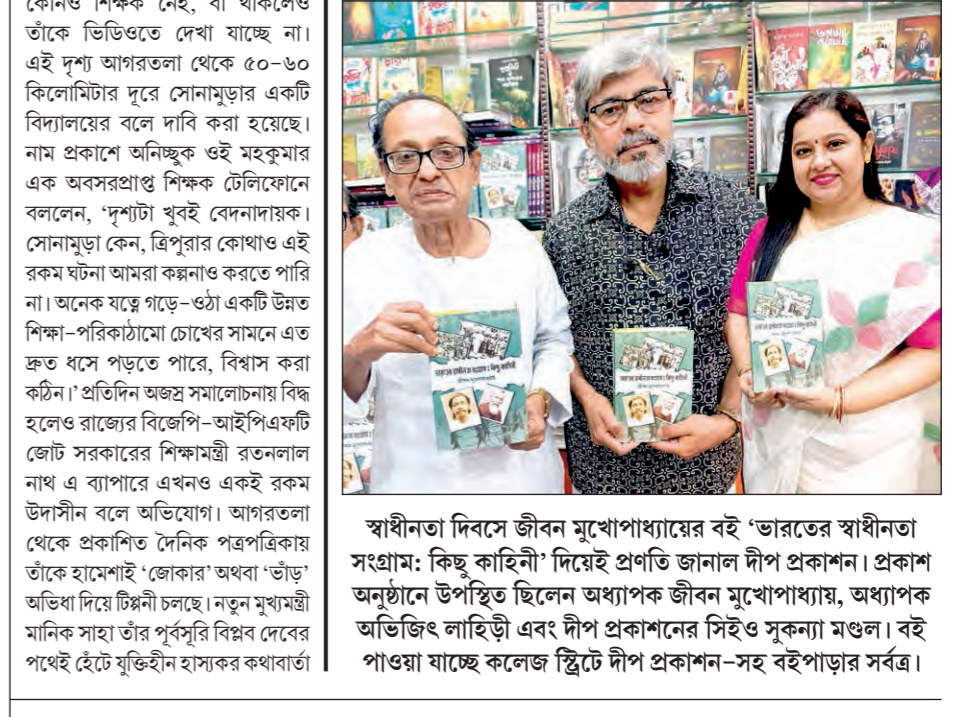 কোনও শিক্ষক নেই, বা থাকলেও
তাঁকে ভিডিওতে দেখা যাচ্ছে না।
এই দৃশ্য আগরতলা থেকে ৫০-৬০
কিলোমিটার দূরে সোনামুড়ার একটি
বিদ্যালয়ের বলে দাবি করা হয়েছে।
নাম প্রকাশে অনিচ্ছুক ওই মহকুমার
এক অবসরপ্রাপ্ত শিক্ষক টেলিফোনে
বললেন, ‘দৃশ্যটা খুবই বেদনাদায়ক।
সোনামুড়া কেন, ত্রিপুরার কোথাও এই
রকম ঘটনা আমরা কল্পনাও করতে পারি
না। অনেক যত্নে গড়ে-ওঠা একটি উন্নত
শিক্ষা-পরিকাঠামো চোখের সামনে এত
দ্রুত ধসে পড়তে পারে, বিশ্বাস করা
কঠিন।’ প্রতিদিন অজস্র সমালোচনায় বিদ্ধ
হলেও রাজ্যের বিজেপি-আইপিএফটি
জোট সরকারের শিক্ষামন্ত্রী রতনলাল
নাথ এ ব্যাপারে এখনও একই রকম
উদাসীন বলে অভিযোগ। আগরতলা
থেকে প্রকাশিত দৈনিক পত্রপত্রিকায়
তাঁকে হামেশাই ‘জোকার’ অথবা ‘ভাঁড়’
অভিধা দিয়ে টিপ্পনী চলছে। নতুন মুখ্যমন্ত্রী
মানিক সাহা তাঁর পূর্বসূরি বিপ্লব দেবের
পথেই হেঁটে যুক্তিহীন হাস্যকর কথাবার্তা
স্বাধীনতা দিবসে জীবন মুখোপাধ্যায়ের বই ‘ভারতের স্বাধীনতা
সংগ্রাম: কিছু কাহিনী’ দিয়েই প্রণতি জানাল দীপ প্রকাশন। প্রকাশ
অনুষ্ঠানে উপস্থিত ছিলেন অধ্যাপক জীবন মুখোপাধ্যায়, অধ্যাপক
অভিজিৎ লাহিড়ী এবং দীপ প্রকাশনের সিইও সুকন্যা মণ্ডল। বই
পাওয়া যাচ্ছে কলেজ স্ট্রিটে দীপ প্রকাশন-সহ বইপাড়ার সর্বত্র।